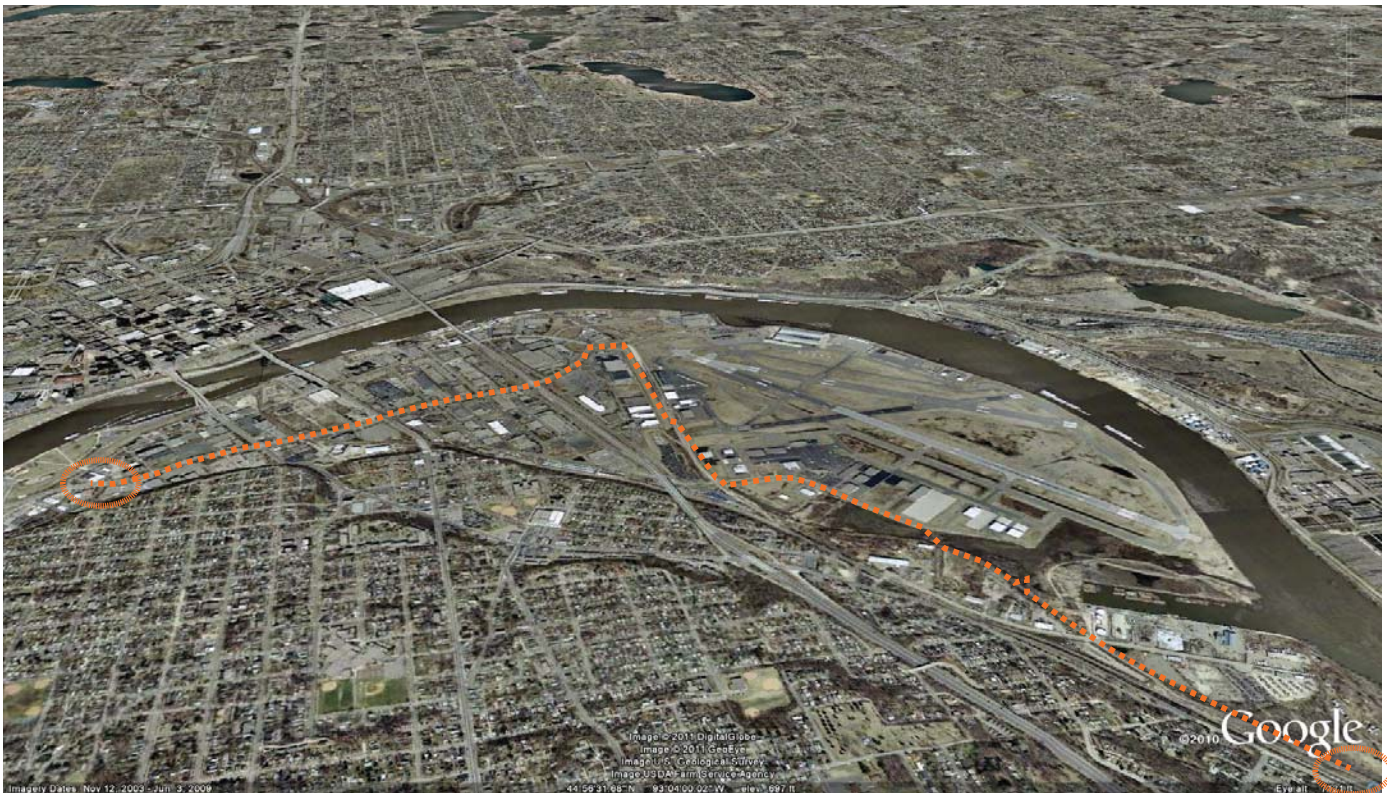 Image © 2011 DigitalGlobe
Image © 2011 GeoEye
Image U.S. Geological Survey
Image USDA Farm Service Agency
©2010 Google
Imagery Dates: Nov 12, 2003 - Jun 3, 2009
44°56'31.68" N 93°04'00.02" W elev 697 ft
Eye alt